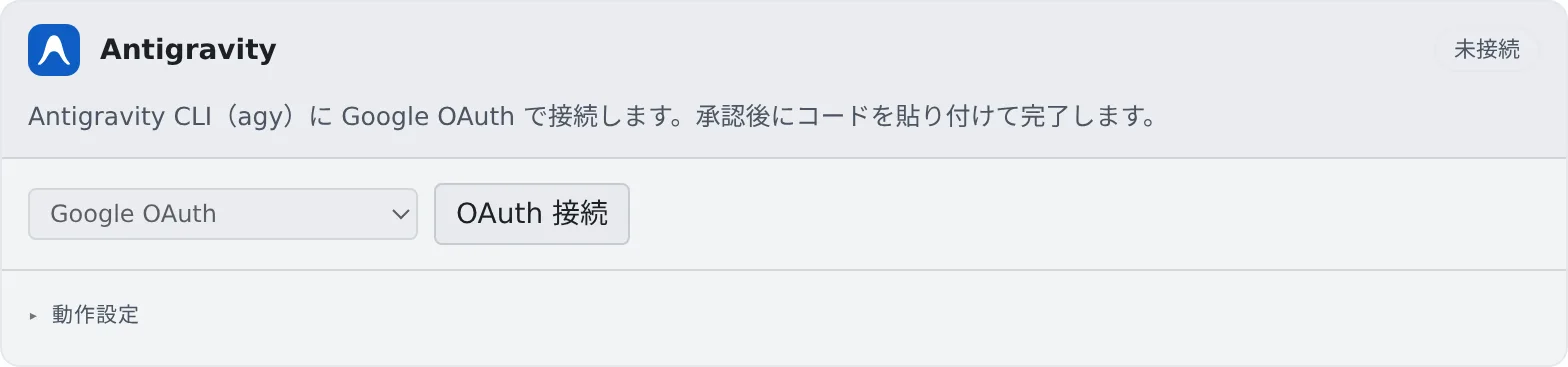 Antigravity
未接続
Antigravity CLI（agy）に Google OAuth で接続します。承認後にコードを貼り付けて完了します。
Google OAuth
OAuth 接続
動作設定